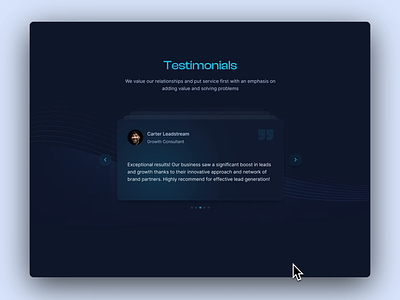 Testimonials
We value our relationships and put service first with an emphasis on
adding value and solving problems
Carter Leadstream
Growth Consultant
Exceptional results! Our business saw a significant boost in leads
and growth thanks to their innovative approach and network of
brand partners. Highly recommend for effective lead generation!